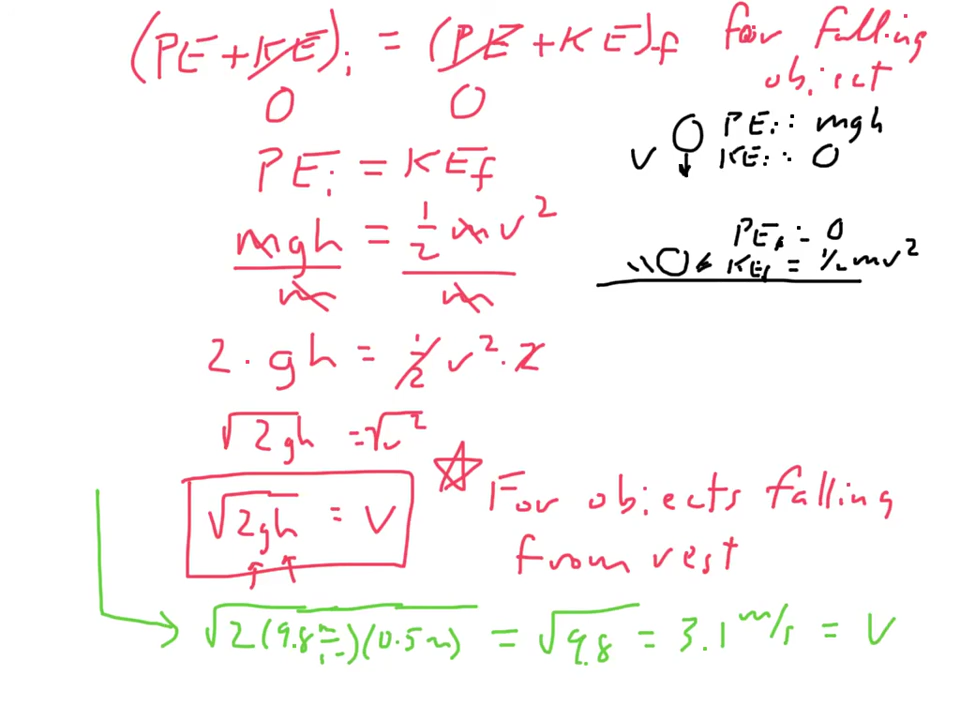 (PE + KE)i = (PE + KE)f for falling object
0 0
PEi : mgh
V KEi : 0
PEi = KEf
mgh = 1/2 m v²
m m
PEf = 0
KEf = 1/2 mv²
2 · gh = 1/2 v² · 2
√2gh = √v²
√2gh = V
☆ For objects falling from rest
√2(9.8 m/s²)(0.5m) = √9.8 = 3.1 m/s = V